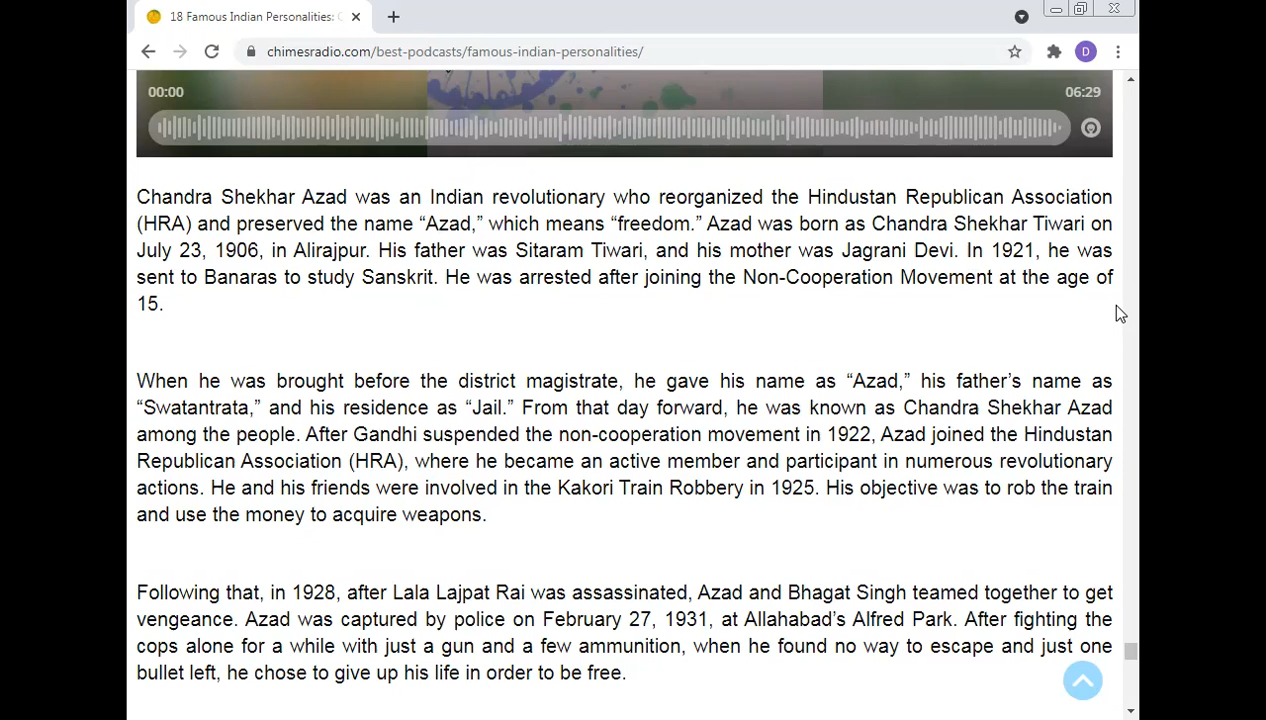 18 Famous Indian Personalities:
chimesradio.com/best-podcasts/famous-indian-personalities/
D
00:00 06:29
Chandra Shekhar Azad was an Indian revolutionary who reorganized the Hindustan Republican Association
(HRA) and preserved the name “Azad,” which means “freedom.” Azad was born as Chandra Shekhar Tiwari on
July 23, 1906, in Alirajpur. His father was Sitaram Tiwari, and his mother was Jagrani Devi. In 1921, he was
sent to Banaras to study Sanskrit. He was arrested after joining the Non-Cooperation Movement at the age of
15.
When he was brought before the district magistrate, he gave his name as “Azad,” his father’s name as
“Swatantrata,” and his residence as “Jail.” From that day forward, he was known as Chandra Shekhar Azad
among the people. After Gandhi suspended the non-cooperation movement in 1922, Azad joined the Hindustan
Republican Association (HRA), where he became an active member and participant in numerous revolutionary
actions. He and his friends were involved in the Kakori Train Robbery in 1925. His objective was to rob the train
and use the money to acquire weapons.
Following that, in 1928, after Lala Lajpat Rai was assassinated, Azad and Bhagat Singh teamed together to get
vengeance. Azad was captured by police on February 27, 1931, at Allahabad’s Alfred Park. After fighting the
cops alone for a while with just a gun and a few ammunition, when he found no way to escape and just one
bullet left, he chose to give up his life in order to be free.